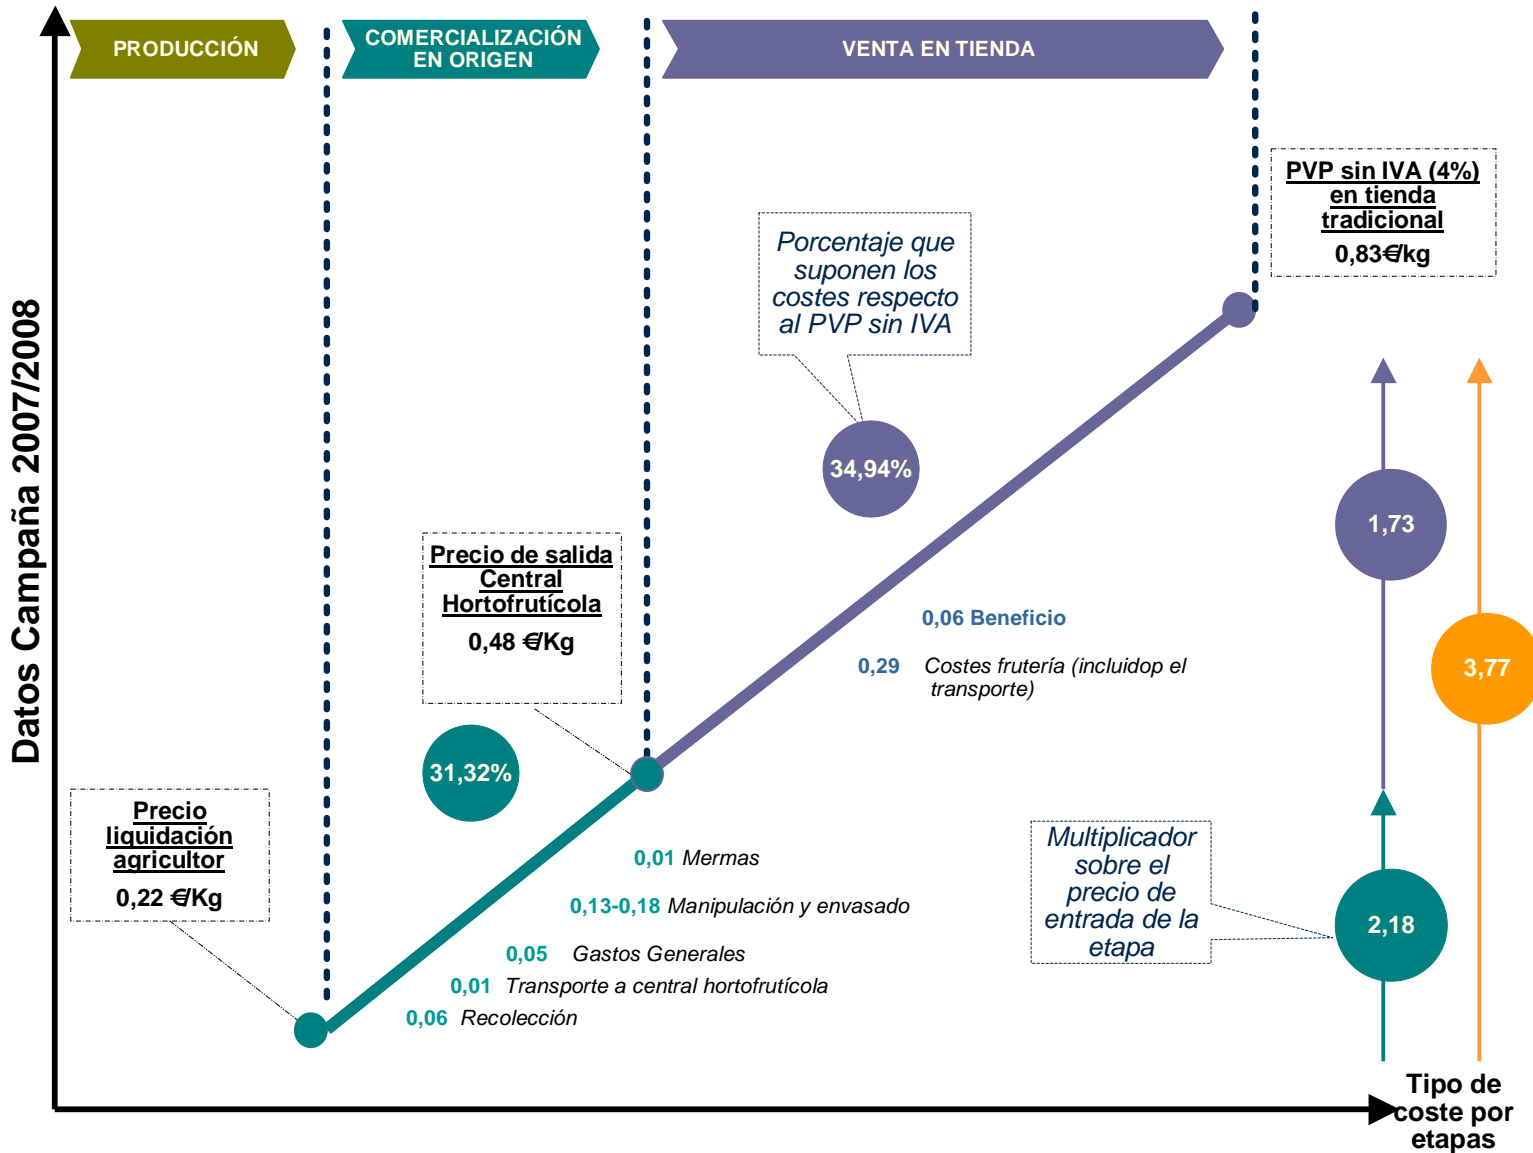 PRODUCCIÓN
COMERCIALIZACIÓN
EN ORIGEN
VENTA EN TIENDA
PVP sin IVA (4%)
en tienda
tradicional
0,83€/kg
Porcentaje que
suponen los
costes respecto
al PVP sin IVA
34,94%
Datos Campaña 2007/2008
1,73
Precio de salida
Central
Hortofrutícola
0,48 €/Kg
0,06 Beneficio
0,29 Costes frutería (incluidop el
transporte)
3,77
31,32%
Precio
liquidación
agricultor
0,22 €/Kg
0,01 Mermas
0,13-0,18 Manipulación y envasado
0,05 Gastos Generales
0,01 Transporte a central hortofrutícola
0,06 Recolección
Multiplicador
sobre el
precio de
entrada de la
etapa
2,18
Tipo de
coste por
etapas